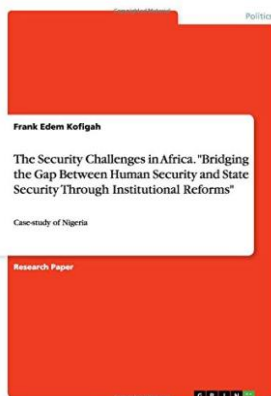 Politics
Frank Edem Kofigah
The Security Challenges in Africa. "Bridging
the Gap Between Human Security and State
Security Through Institutional Reforms"
Case-study of Nigeria
Research Paper
G R I N